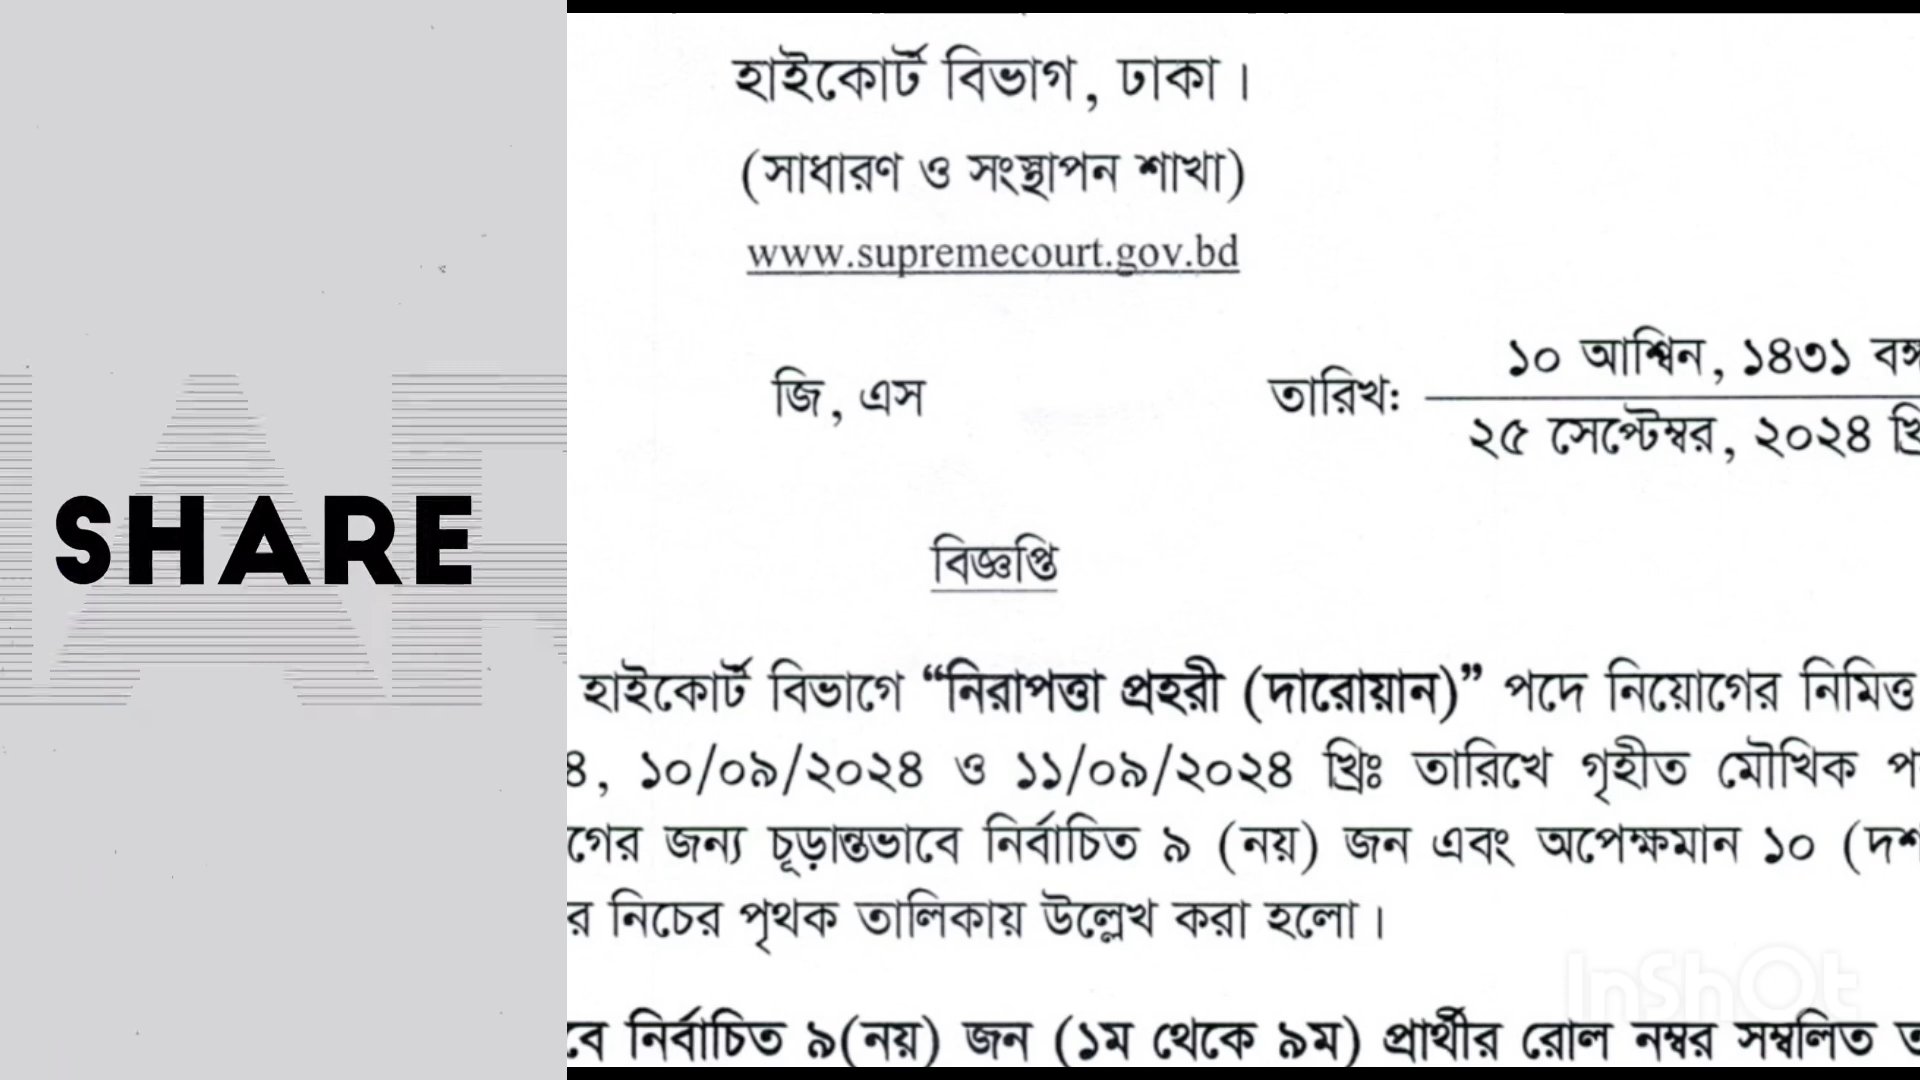 SHARE
হাইকোর্ট বিভাগ, ঢাকা।
(সাধারণ ও সংস্থাপন শাখা)
www.supremecourt.gov.bd
জি, এস
তারিখঃ
১০ আশ্বিন, ১৪৩১
২৫ সেপ্টেম্বর, ২০২৪
বিজ্ঞপ্তি
হাইকোর্ট বিভাগে “নিরাপত্তা প্রহরী (দারোয়ান)” পদে নিয়োগের নিমিত্ত
৪, ১০/০৯/২০২৪ ও ১১/০৯/২০২৪ খ্রিঃ তারিখে গৃহীত মৌখিক
জন্য চূড়ান্তভাবে নির্বাচিত ৯ (নয়) জন এবং অপেক্ষমান ১০
র নিচের পৃথক তালিকায় উল্লেখ করা হলো।
নির্বাচিত ৯(নয়) জন (১ম থেকে ৯ম) প্রার্থীর রোল নম্বর সম্বলিত
InShOt